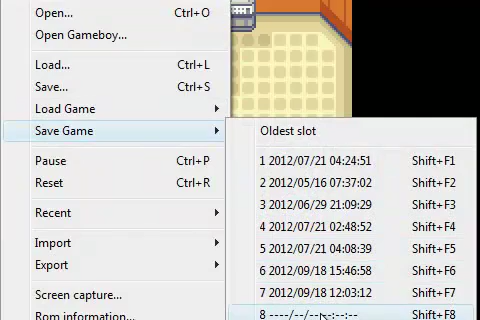 Open... Ctrl+O
Open Gameboy...
Load... Ctrl+L
Save... Ctrl+S
Load Game
Save Game
Pause Ctrl+P
Reset Ctrl+R
Recent
Import
Export
Screen capture...
Rom information...
Oldest slot
1 2012/07/21 04:24:51 Shift+F1
2 2012/05/16 07:37:02 Shift+F2
3 2012/06/29 21:09:29 Shift+F3
4 2012/07/21 02:48:52 Shift+F4
5 2012/07/21 04:08:39 Shift+F5
6 2012/09/18 15:46:58 Shift+F6
7 2012/09/18 12:03:12 Shift+F7
8 ----/--/-- --:--:-- Shift+F8